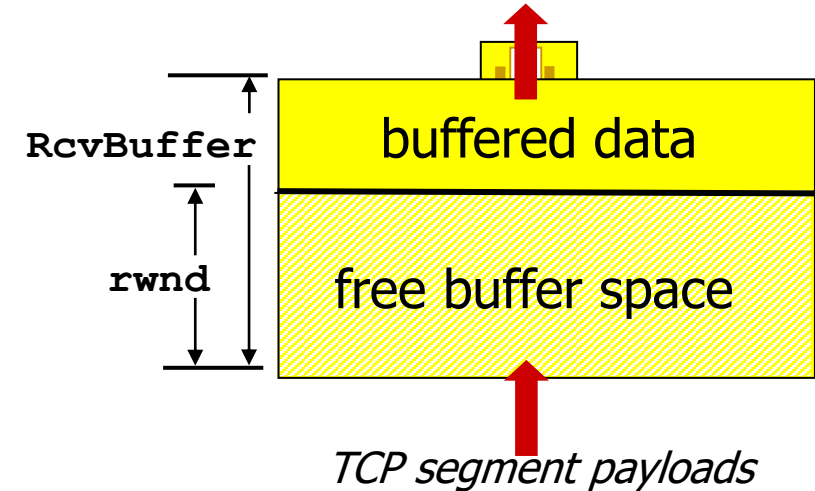 RcvBuffer
buffered data
rwnd
free buffer space
TCP segment payloads